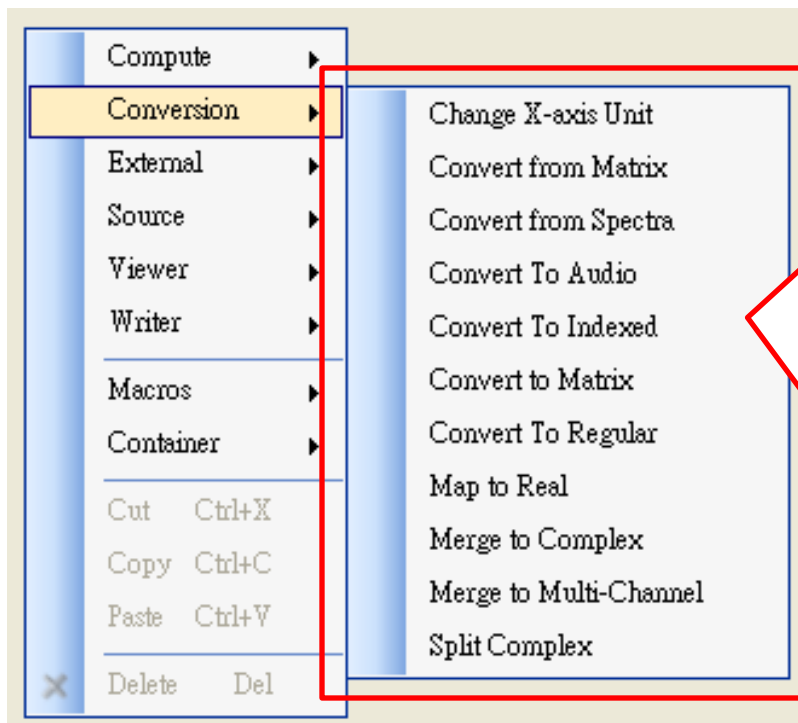 Compute
Conversion
External
Source
Viewer
Writer
Macros
Container
Cut Ctrl+X
Copy Ctrl+C
Paste Ctrl+V
Delete Del
Change X-axis Unit
Convert from Matrix
Convert from Spectra
Convert To Audio
Convert To Indexed
Convert to Matrix
Convert To Regular
Map to Real
Merge to Complex
Merge to Multi-Channel
Split Complex